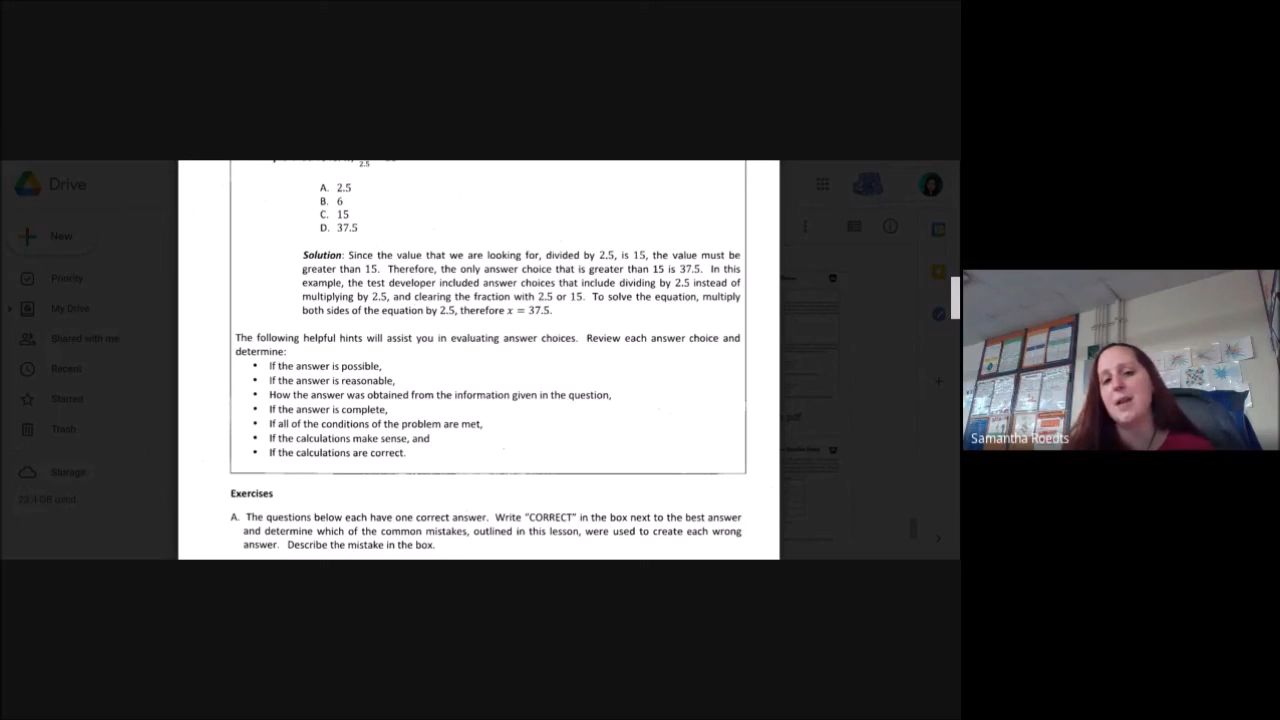 2.5
A. 2.5
B. 6
C. 15
D. 37.5
Solution: Since the value that we are looking for, divided by 2.5, is 15, the value must be
greater than 15. Therefore, the only answer choice that is greater than 15 is 37.5. In this
example, the test developer included answer choices that include dividing by 2.5 instead of
multiplying by 2.5, and clearing the fraction with 2.5 or 15. To solve the equation, multiply
both sides of the equation by 2.5, therefore x = 37.5.
The following helpful hints will assist you in evaluating answer choices. Review each answer choice and
determine:
• If the answer is possible,
• If the answer is reasonable,
• How the answer was obtained from the information given in the question,
• If the answer is complete,
• If all of the conditions of the problem are met,
• If the calculations make sense, and
• If the calculations are correct.
Exercises
A. The questions below each have one correct answer. Write "CORRECT" in the box next to the best answer
and determine which of the common mistakes, outlined in this lesson, were used to create each wrong
answer. Describe the mistake in the box.
Drive
New
Priority
My Drive
Shared with me
Recent
Starred
Trash
Storage
23.4 GB used
.pdf
Samantha Roedts